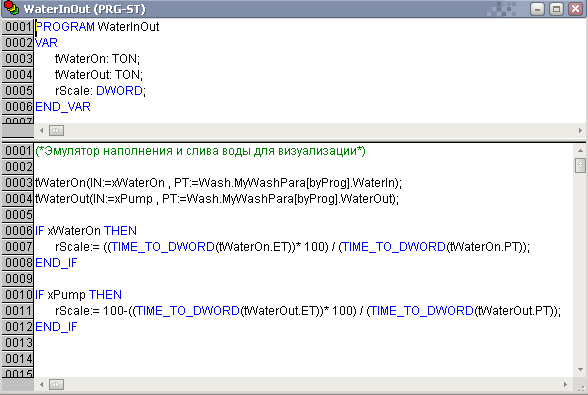 WaterInOut (PRG-ST)
0001 PROGRAM WaterInOut
0002 VAR
0003 tWaterOn: TON;
0004 tWaterOut: TON;
0005 rScale: DWORD;
0006 END_VAR
0007
0001 (*Эмулятор наполнения и слива воды для визуализации*)
0002
0003 tWaterOn(IN:=xWaterOn , PT:=Wash.MyWashPara[byProg].WaterIn);
0004 tWaterOut(IN:=xPump , PT:=Wash.MyWashPara[byProg].WaterOut);
0005
0006 IF xWaterOn THEN
0007 rScale:= ((TIME_TO_DWORD(tWaterOn.ET))* 100) / (TIME_TO_DWORD(tWaterOn.PT));
0008 END_IF
0009
0010 IF xPump THEN
0011 rScale:= 100-((TIME_TO_DWORD(tWaterOut.ET))* 100) / (TIME_TO_DWORD(tWaterOut.PT));
0012 END_IF
0013
0014
0015